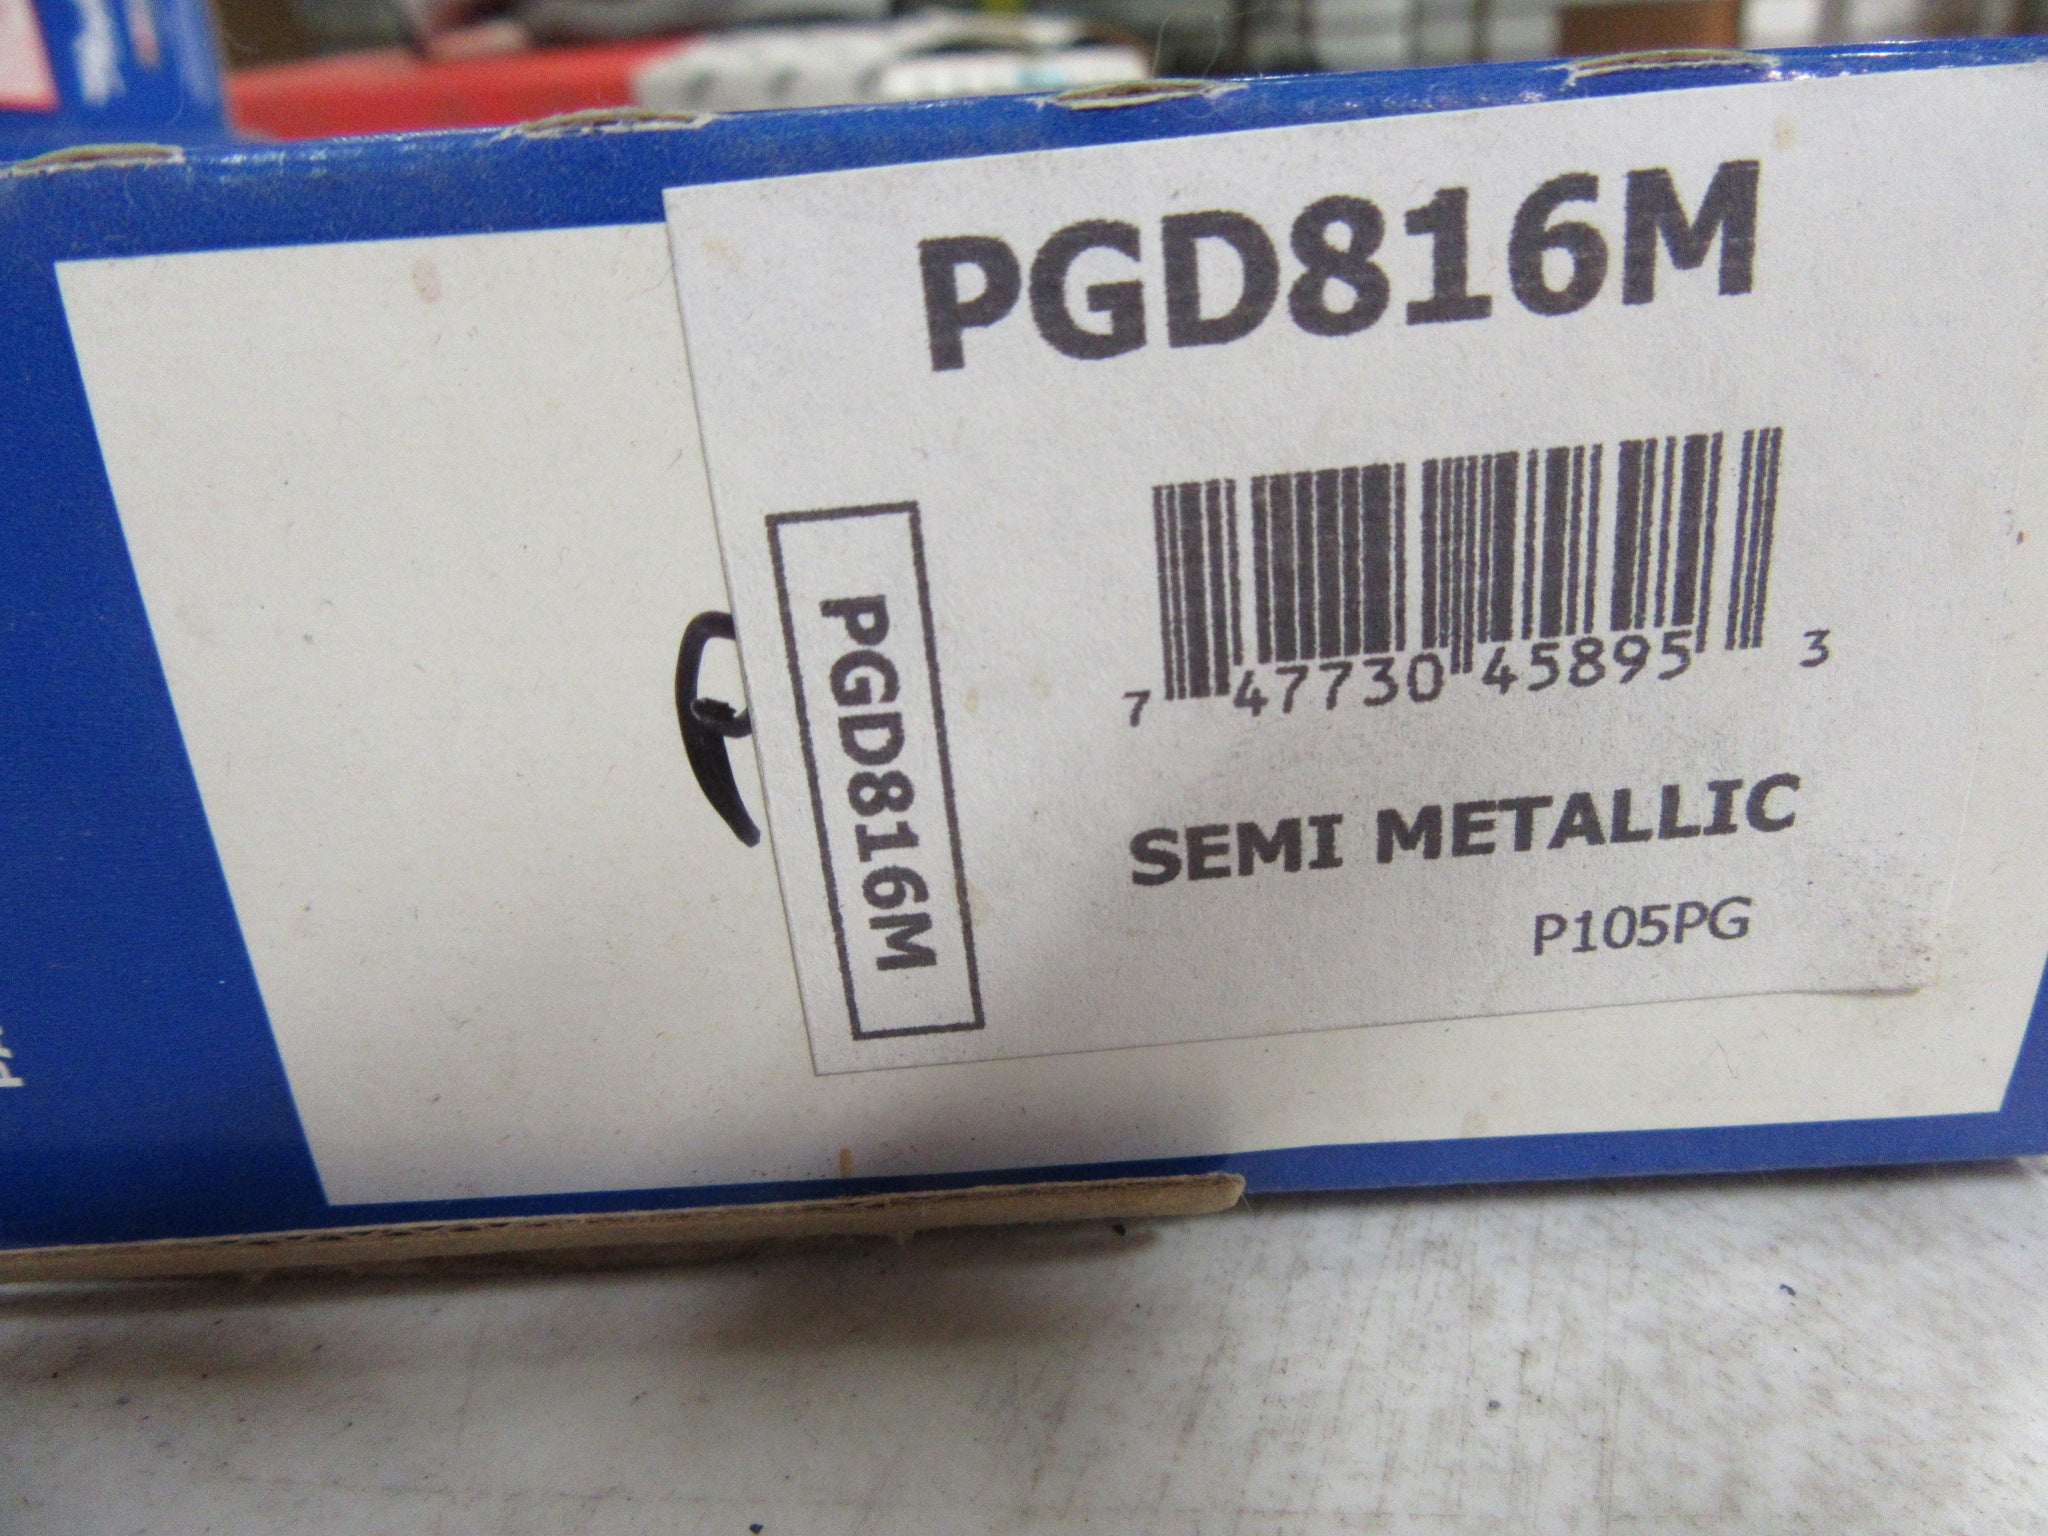 PGD816M
PGD816M
7 47730 45895 3
SEMI METALLIC
P105PG